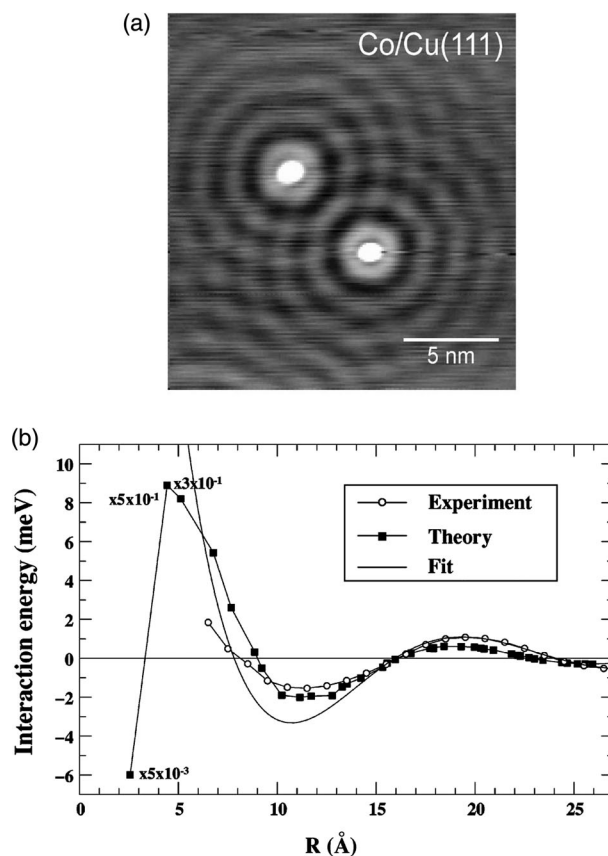 (a)
Co/Cu(111)
5 nm
(b)
Interaction energy (meV)
10
8
6
4
2
0
−2
−4
−6
x5x10⁻¹
x3x10⁻¹
x5x10⁻³
Experiment
Theory
Fit
0 5 10 15 20 25
R (Å)